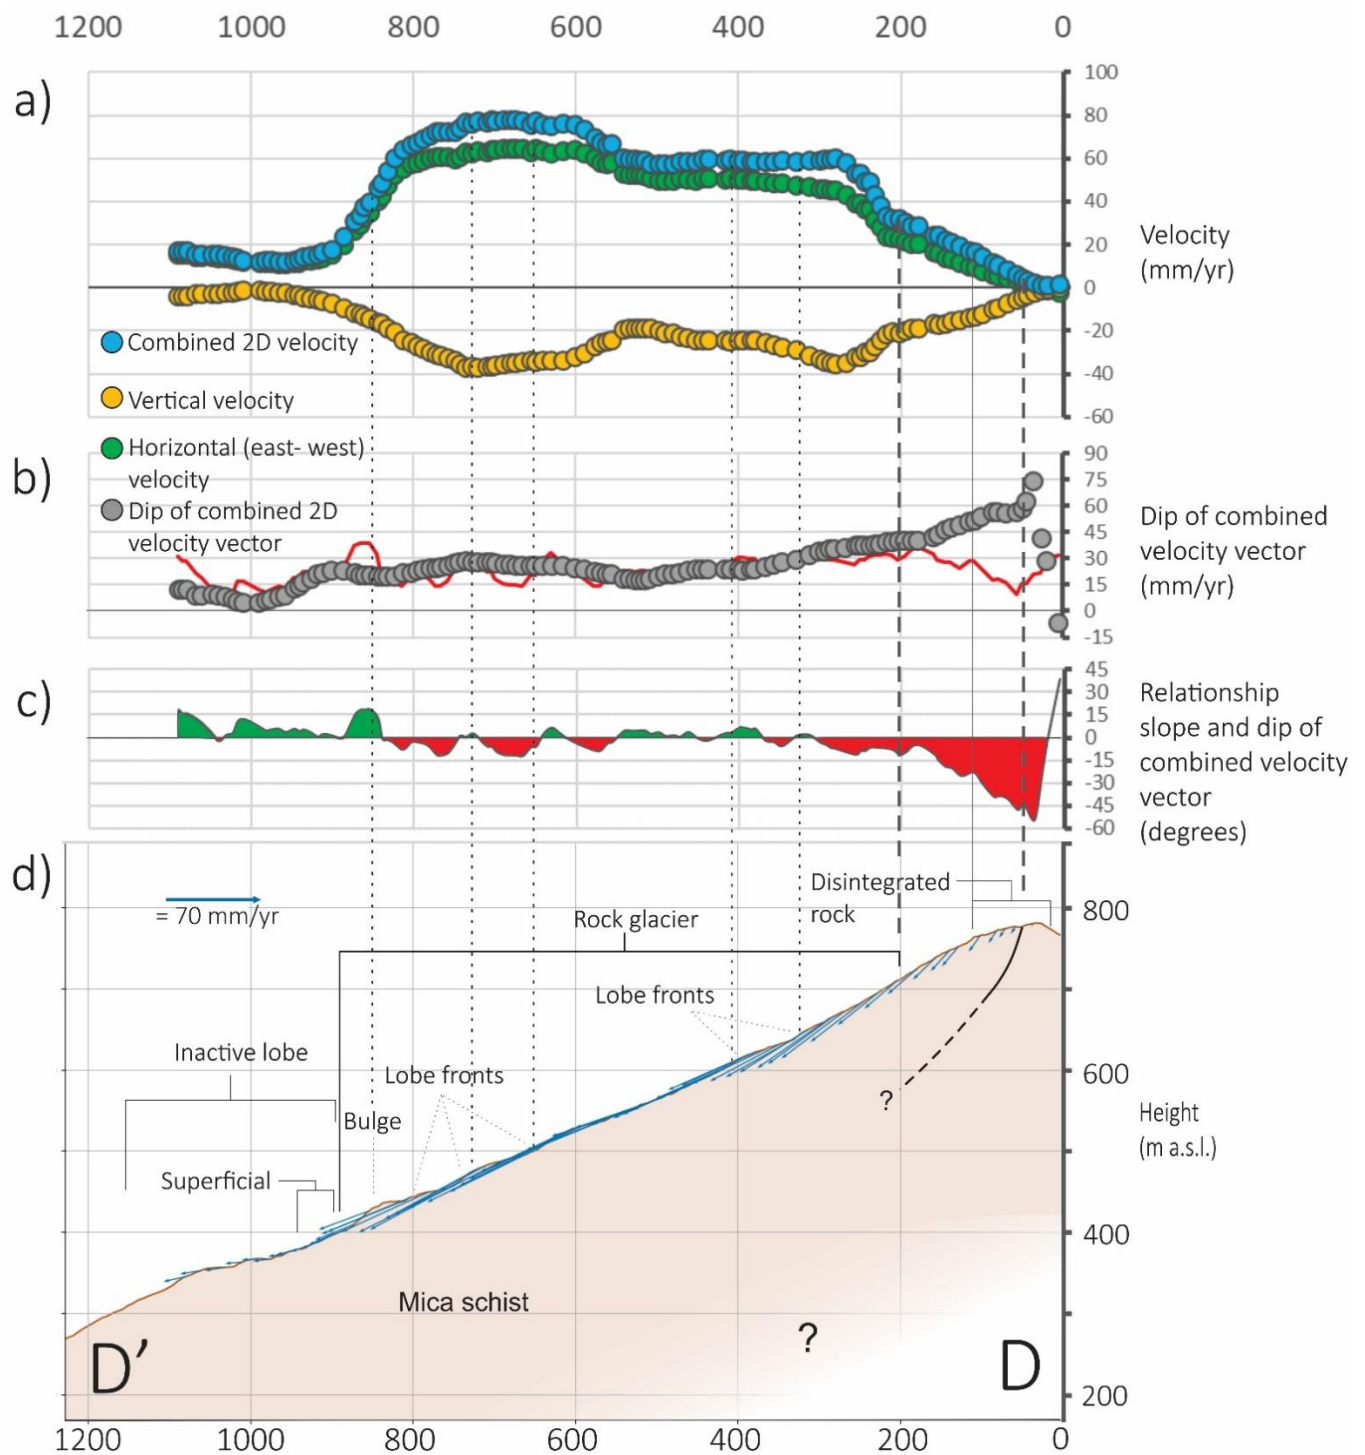 1200 1000 800 600 400 200 0
a)
100
80
60
40
20
0
-20
-40
-60
Velocity
(mm/yr)
Combined 2D velocity
Vertical velocity
Horizontal (east- west)
velocity
Dip of combined 2D
velocity vector
b)
90
75
60
45
30
15
0
-15
Dip of combined
velocity vector
(mm/yr)
c)
45
30
15
0
-15
-30
-45
-60
Relationship
slope and dip of
combined velocity
vector
(degrees)
d)
= 70 mm/yr
Disintegrated
rock
Rock glacier
Lobe fronts
Inactive lobe
Lobe fronts
Bulge
Superficial
?
Mica schist
?
D’
D
800
600
400
200
Height
(m a.s.l.)
1200 1000 800 600 400 200 0